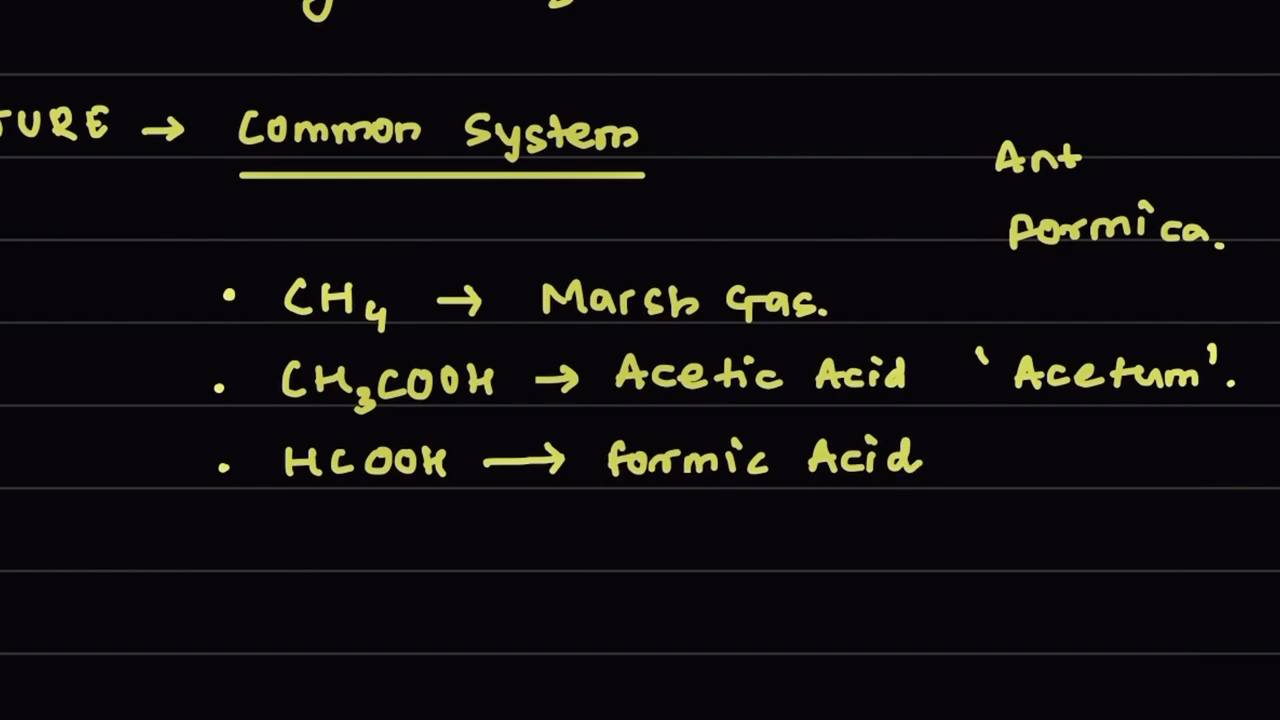 TURE → Common System
Ant
formica.
• CH₄ → Marsh Gas.
• CH₃COOH → Acetic Acid 'Acetum'.
• HCOOH → formic Acid